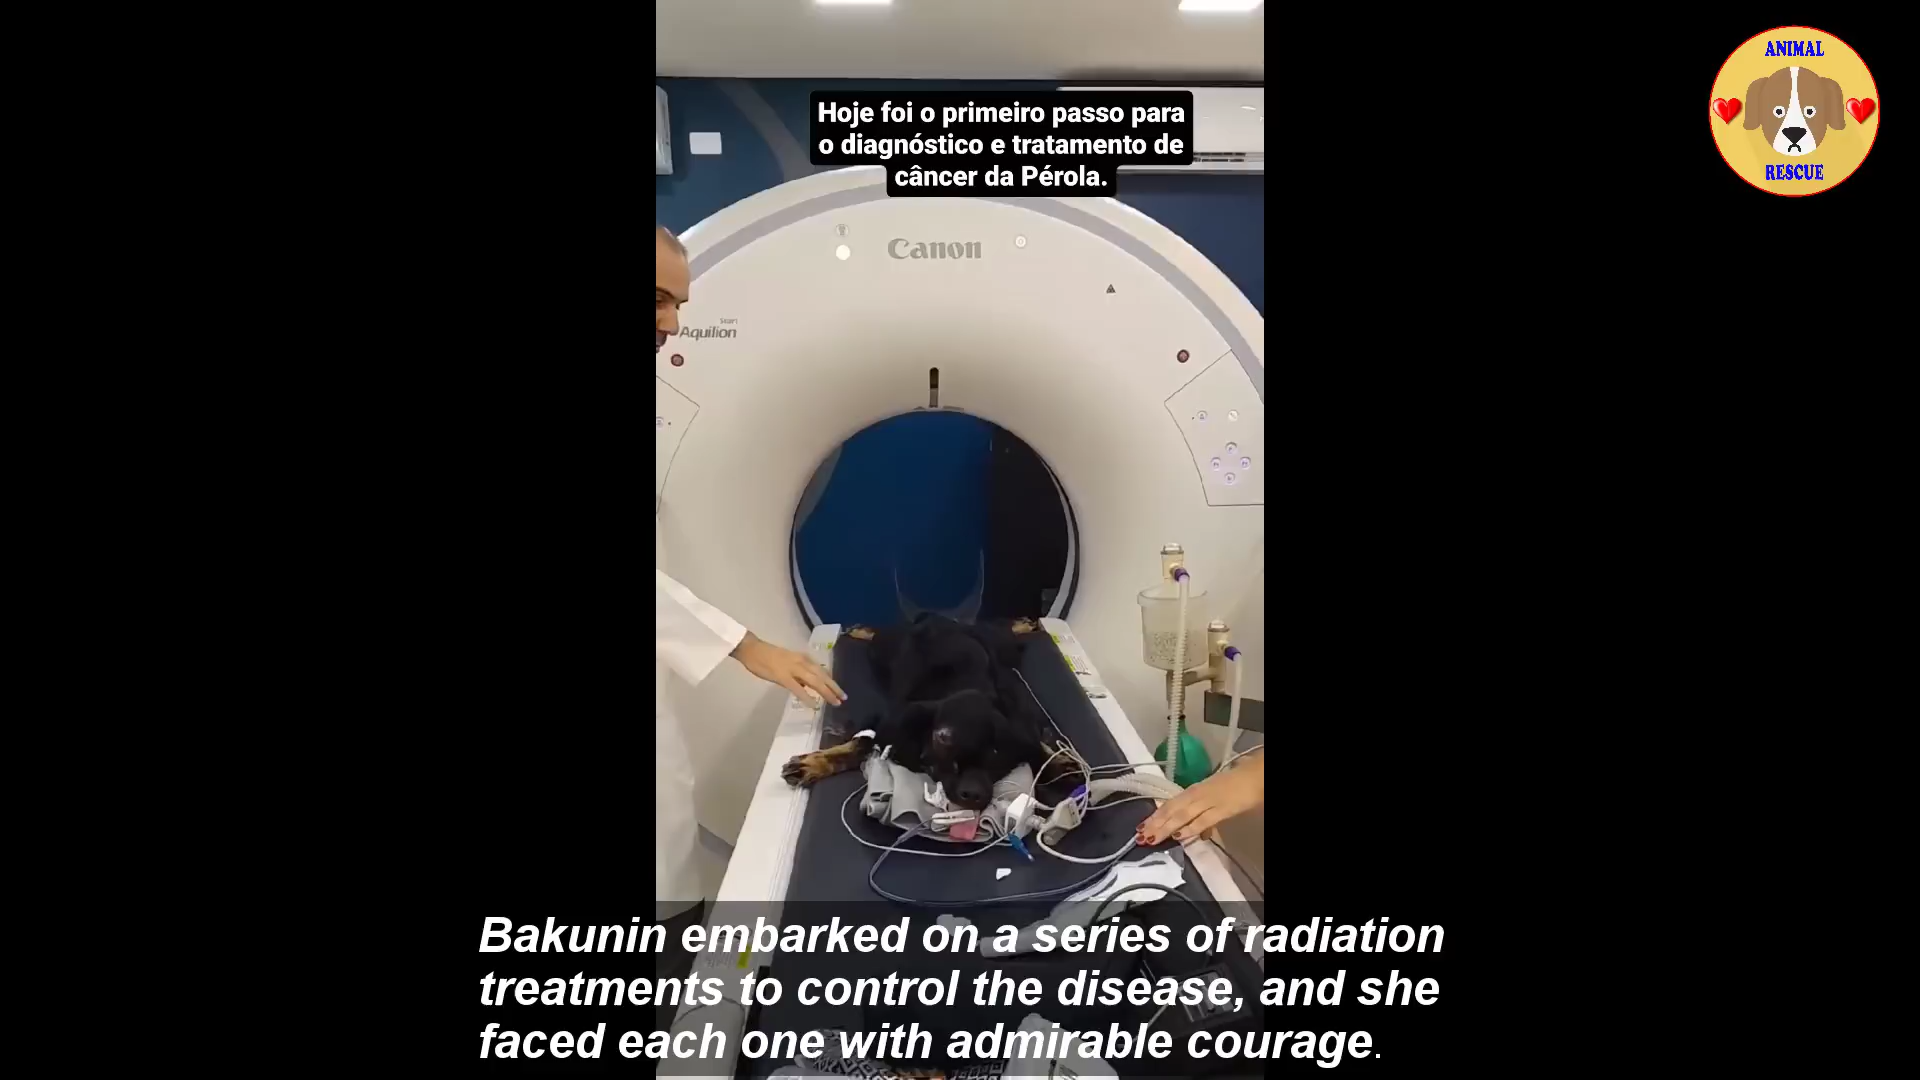 ANIMAL
RESCUE
Hoje foi o primeiro passo para
o diagnóstico e tratamento de
câncer da Pérola.
Canon
Start
Aquilion
Bakunin embarked on a series of radiation
treatments to control the disease, and she
faced each one with admirable courage.